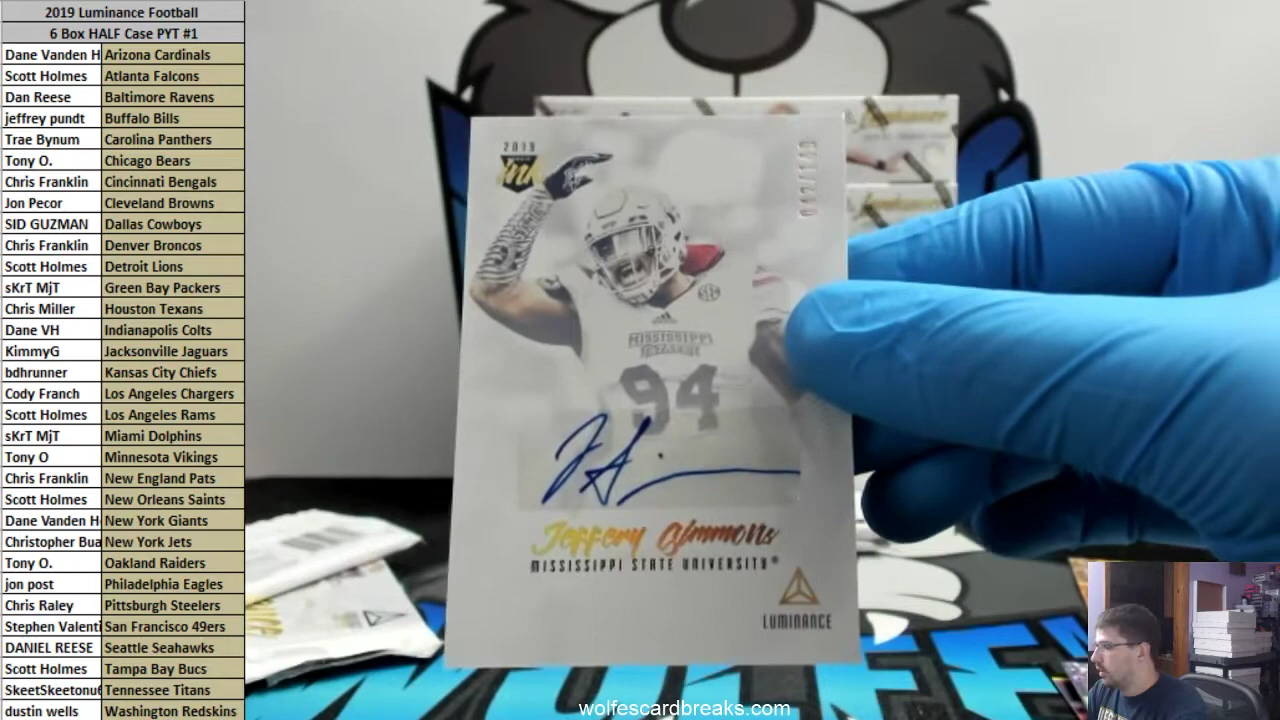 2019 Luminance Football
6 Box HALF Case PYT #1
Dane Vanden H Arizona Cardinals
Scott Holmes Atlanta Falcons
Dan Reese Baltimore Ravens
jeffrey pundt Buffalo Bills
Trae Bynum Carolina Panthers
Tony O. Chicago Bears
Chris Franklin Cincinnati Bengals
Jon Pecor Cleveland Browns
SID GUZMAN Dallas Cowboys
Chris Franklin Denver Broncos
Scott Holmes Detroit Lions
sKrT MjT Green Bay Packers
Chris Miller Houston Texans
Dane VH Indianapolis Colts
KimmyG Jacksonville Jaguars
bdhrunner Kansas City Chiefs
Cody Franch Los Angeles Chargers
Scott Holmes Los Angeles Rams
sKrT MjT Miami Dolphins
Tony O Minnesota Vikings
Chris Franklin New England Pats
Scott Holmes New Orleans Saints
Dane Vanden H New York Giants
Christopher Bua New York Jets
Tony O. Oakland Raiders
jon post Philadelphia Eagles
Chris Raley Pittsburgh Steelers
Stephen Valenti San Francisco 49ers
DANIEL REESE Seattle Seahawks
Scott Holmes Tampa Bay Bucs
SkeetSkeetonu Tennessee Titans
dustin wells Washington Redskins
2019
SEC
MISSISSIPPI
STATE
94
Jeffery Simmons
MISSISSIPPI STATE UNIVERSITY®
LUMINANCE
wolfescardbreaks.com